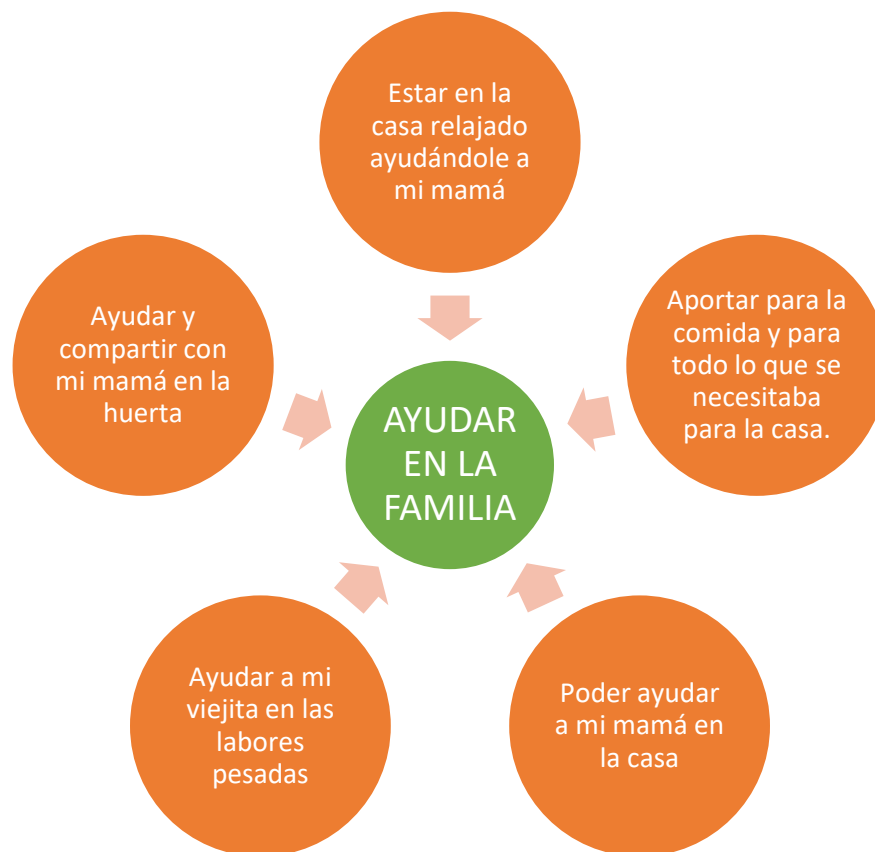 Estar en la
casa relajado
ayudándole a
mi mamá
Aportar para la
comida y para
todo lo que se
necesitaba
para la casa.
Poder ayudar
a mi mamá en
la casa
Ayudar a mi
viejita en las
labores
pesadas
Ayudar y
compartir con
mi mamá en la
huerta
AYUDAR
EN LA
FAMILIA